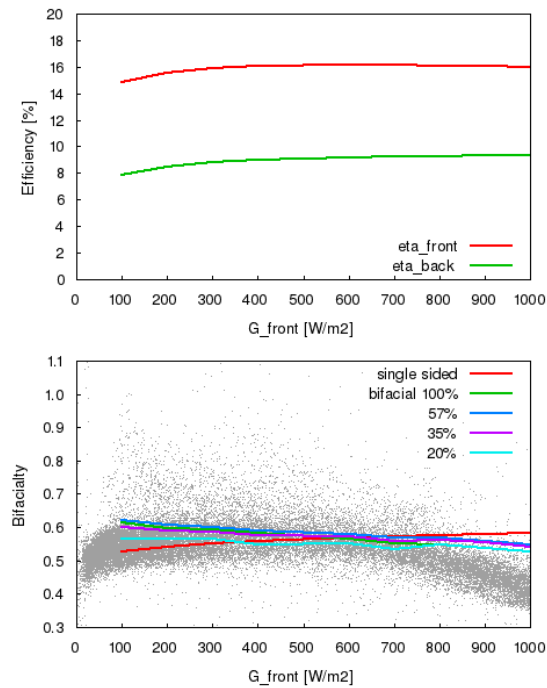 20
18
16
14
12
10
8
6
4
2
0
Efficiency [%]
eta_front
eta_back
0 100 200 300 400 500 600 700 800 900 1000
G_front [W/m2]
1.1
1.0
0.9
0.8
0.7
0.6
0.5
0.4
0.3
Bifacialty
single sided
bifacial 100%
57%
35%
20%
0 100 200 300 400 500 600 700 800 900 1000
G_front [W/m2]